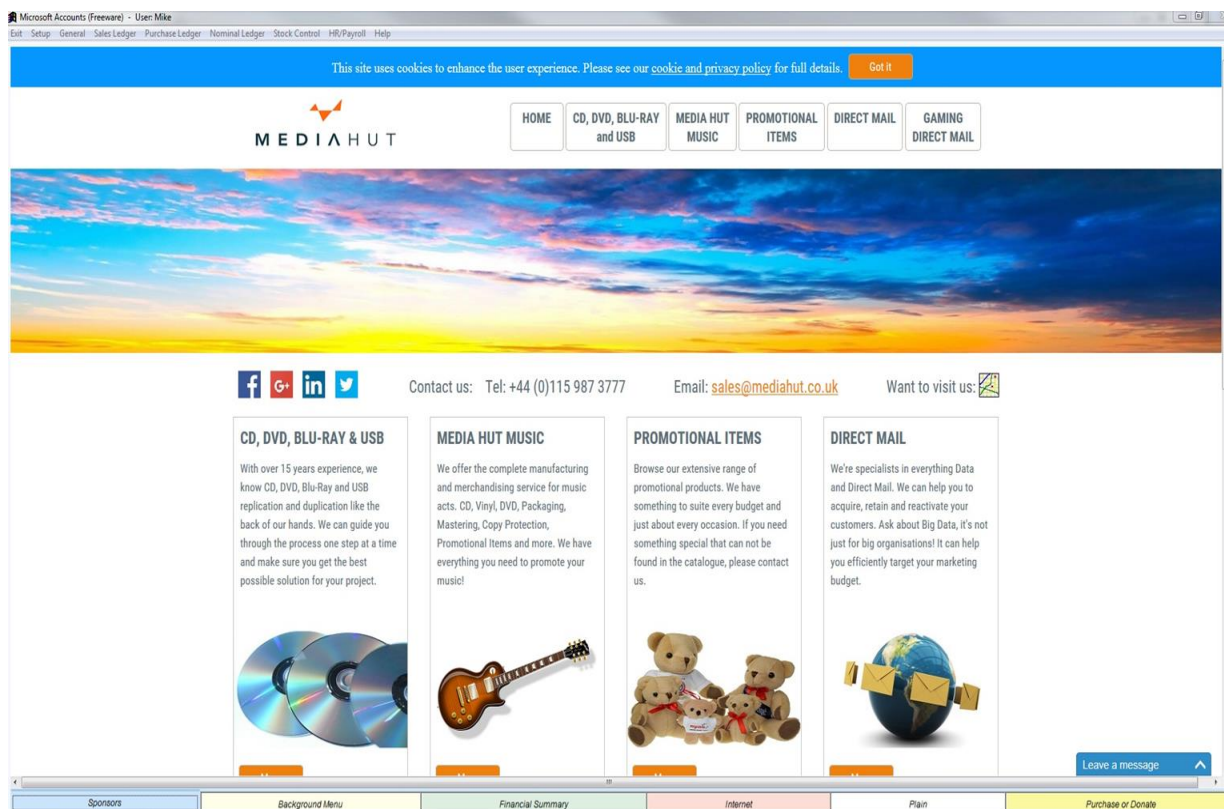 Microsoft Accounts (Freeware) - User: Mike
Exit Setup General Sales Ledger Purchase Ledger Nominal Ledger Stock Control HR/Payroll Help
This site uses cookies to enhance the user experience. Please see our cookie and privacy policy for full details. Got it
MEDIAHUT
HOME
CD, DVD, BLU-RAY
and USB
MEDIA HUT
MUSIC
PROMOTIONAL
ITEMS
DIRECT MAIL
GAMING
DIRECT MAIL
Contact us: Tel: +44 (0)115 987 3777 Email: sales@mediahut.co.uk Want to visit us:
CD, DVD, BLU-RAY & USB
With over 15 years experience, we
know CD, DVD, Blu-Ray and USB
replication and duplication like the
back of our hands. We can guide you
through the process one step at a time
and make sure you get the best
possible solution for your project.
MEDIA HUT MUSIC
We offer the complete manufacturing
and merchandising service for music
acts. CD, Vinyl, DVD, Packaging,
Mastering, Copy Protection,
Promotional Items and more. We have
everything you need to promote your
music!
PROMOTIONAL ITEMS
Browse our extensive range of
promotional products. We have
something to suite every budget and
just about every occasion. If you need
something special that can not be
found in the catalogue, please contact
us.
DIRECT MAIL
We're specialists in everything Data
and Direct Mail. We can help you to
acquire, retain and reactivate your
customers. Ask about Big Data, it's not
just for big organisations! It can help
you efficiently target your marketing
budget.
Leave a message
Sponsors Background Menu Financial Summary Internet Plain Purchase or Donate